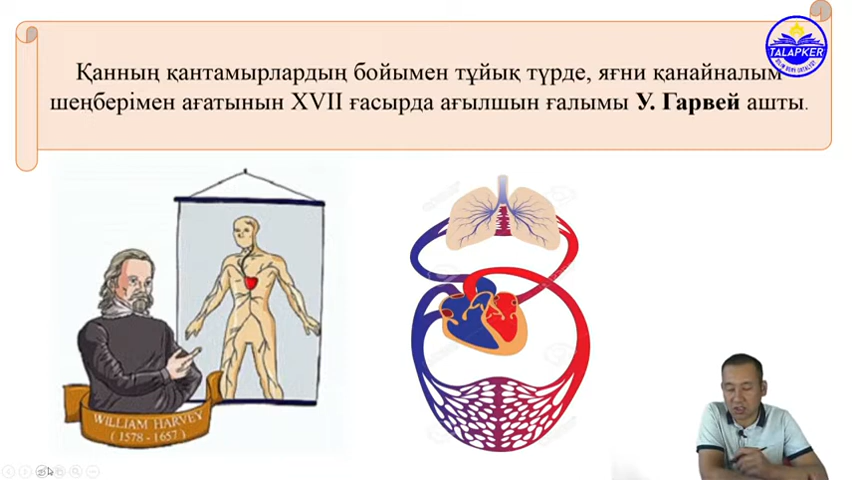 Қанның қантамырлардың бойымен тұйық түрде, яғни қанайналым
шеңберімен ағатынын XVII ғасырда ағылшын ғалымы У. Гарвей ашты.
TALAPKER
WILLIAM HARVEY
(1578 - 1657)